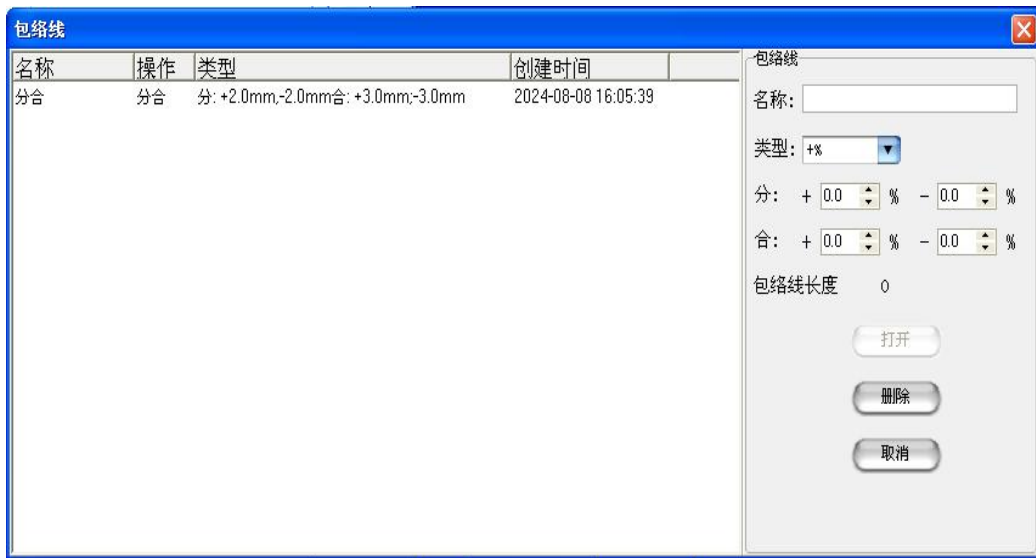 包络线
名称 操作 类型 创建时间
分合 分合 分: +2.0mm,-2.0mm合: +3.0mm;-3.0mm 2024-08-08 16:05:39
包络线
名称:
类型: +%
分: + 0.0 % - 0.0 %
合: + 0.0 % - 0.0 %
包络线长度 0
打开
删除
取消